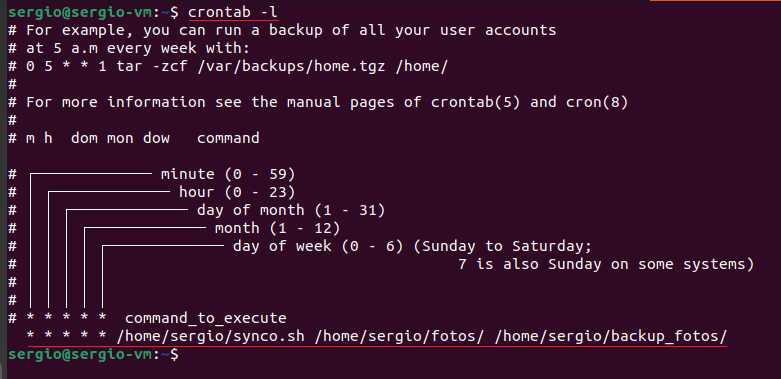 sergio@sergio-vm:~$ crontab -l
# For example, you can run a backup of all your user accounts
# at 5 a.m every week with:
# 0 5 * * 1 tar -zcf /var/backups/home.tgz /home/
#
# For more information see the manual pages of crontab(5) and cron(8)
#
# m h  dom mon dow   command
# minute (0 - 59)
# hour (0 - 23)
# day of month (1 - 31)
# month (1 - 12)
# day of week (0 - 6) (Sunday to Saturday;
# 7 is also Sunday on some systems)
#
#
# * * * * *  command_to_execute
* * * * * /home/sergio/synco.sh /home/sergio/fotos/ /home/sergio/backup_fotos/
sergio@sergio-vm:~$